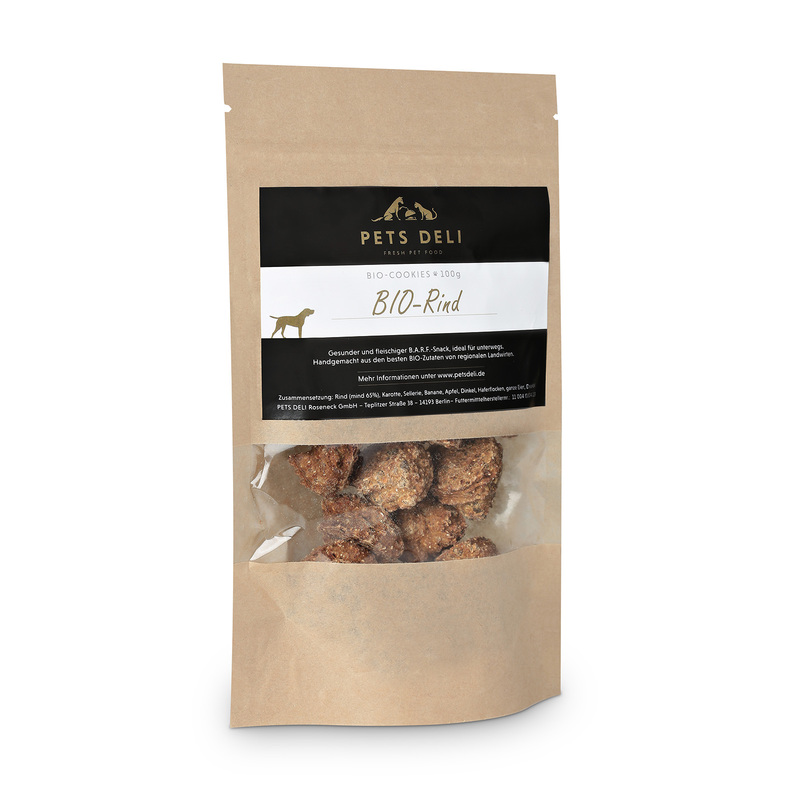 PETS DELI
FRESH PET FOOD
BIO-COOKIES 100g
BIO-Rind
Gesunder und fleischiger B.A.R.F.-Snack, ideal für unterwegs.
Handgemacht aus den besten BIO-Zutaten von regionalen Landwirten.
Mehr Informationen unter www.petsdeli.de
Zusammensetzung: Rind (mind 65%), Karotte, Sellerie, Banane, Apfel, Dinkel, Haferflocken, ganze Eier,
PETS DELI Roseneck GmbH – Teplitzer Straße 38 – 14193 Berlin – Futtermittelhersteller 11 004